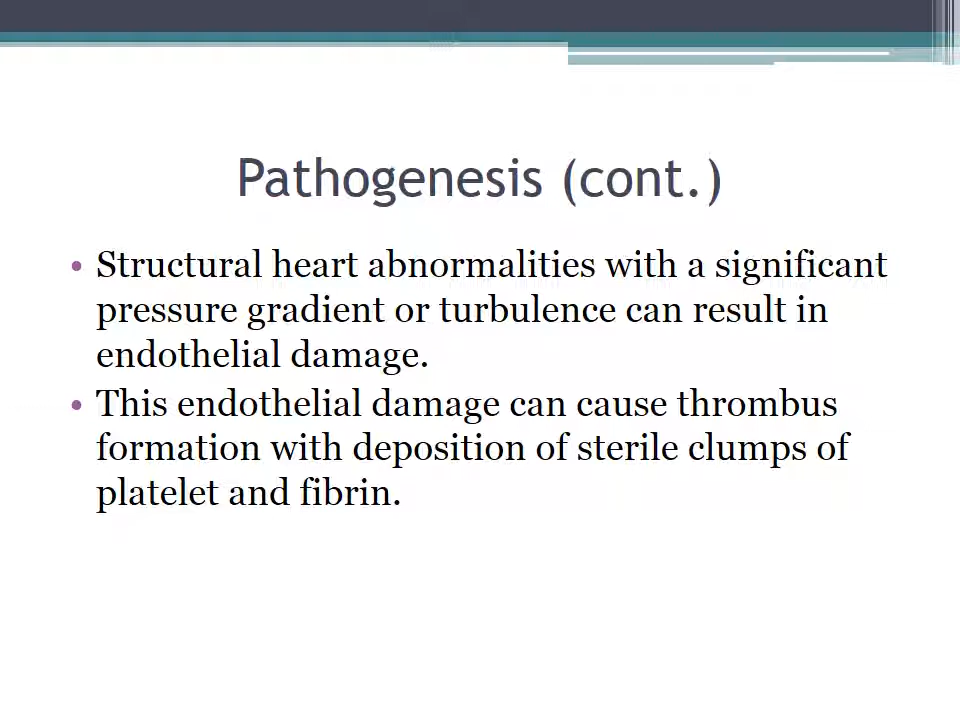 Pathogenesis (cont.)
• Structural heart abnormalities with a significant
pressure gradient or turbulence can result in
endothelial damage.
• This endothelial damage can cause thrombus
formation with deposition of sterile clumps of
platelet and fibrin.